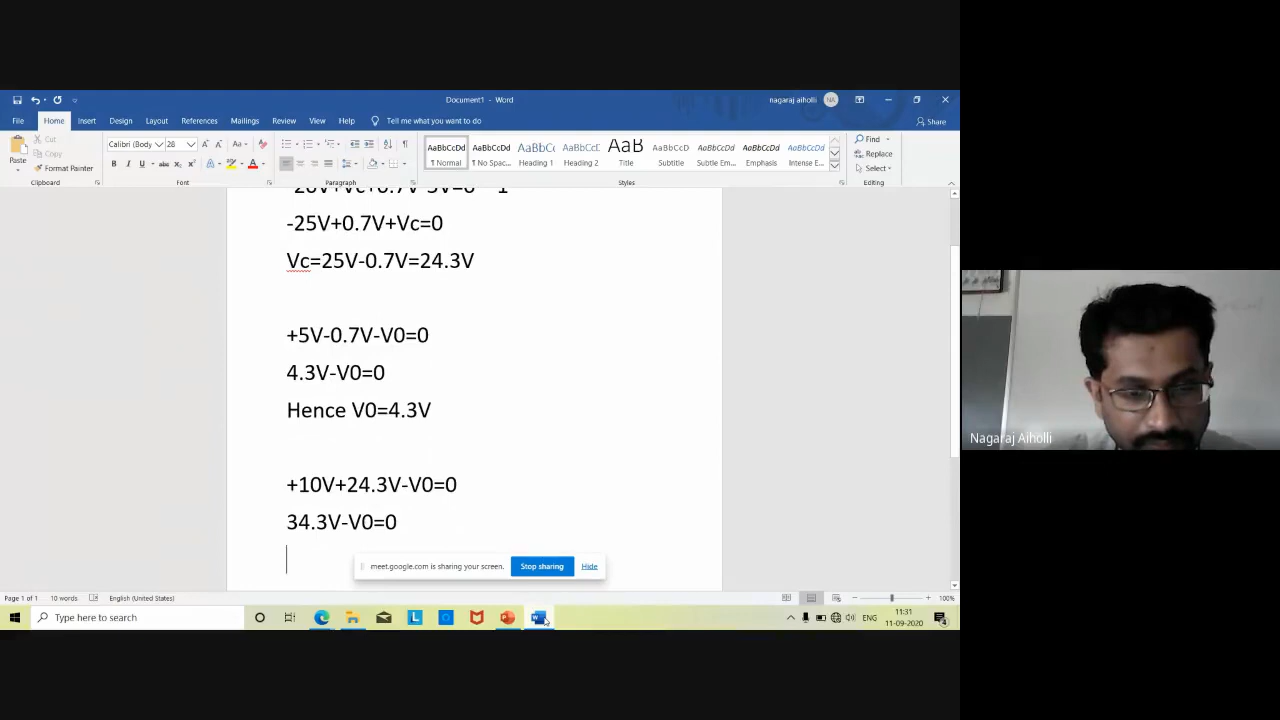 Document1 - Word
nagaraj aiholli
NA
File Home Insert Design Layout References Mailings Review View Help Tell me what you want to do
Share
Paste
Cut
Copy
Format Painter
Clipboard
Calibri (Body
28
Font
Paragraph
AaBbCcDd AaBbCcDd AaBbCc AaBbCcD AaB AaBbCcD AaBbCcDd AaBbCcDd AaBbCcDd
¶ Normal ¶ No Spac... Heading 1 Heading 2 Title Subtitle Subtle Em... Emphasis Intense E...
Styles
Find
Replace
Select
Editing
-25V+0.7V+Vc=0
Vc=25V-0.7V=24.3V
+5V-0.7V-V0=0
4.3V-V0=0
Hence V0=4.3V
+10V+24.3V-V0=0
34.3V-V0=0
meet.google.com is sharing your screen. Stop sharing Hide
Page 1 of 1 10 words English (United States) 100%
Type here to search
ENG
11:31
11-09-2020
Nagaraj Aiholli